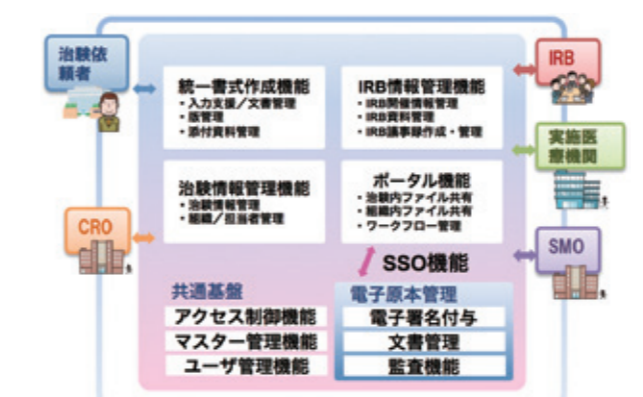 治験依
頼者
CRO
統一書式作成機能
・入力支援／文書管理
・版管理
・添付資料管理
IRB情報管理機能
・IRB開催情報管理
・IRB資料管理
・IRB議事録作成・管理
治験情報管理機能
・治験情報管理
・組織／担当者管理
ポータル機能
・治験内ファイル共有
・組織内ファイル共有
・ワークフロー管理
SSO機能
共通基盤
アクセス制御機能
マスター管理機能
ユーザ管理機能
電子原本管理
電子署名付与
文書管理
監査機能
IRB
実施医
療機関
SMO